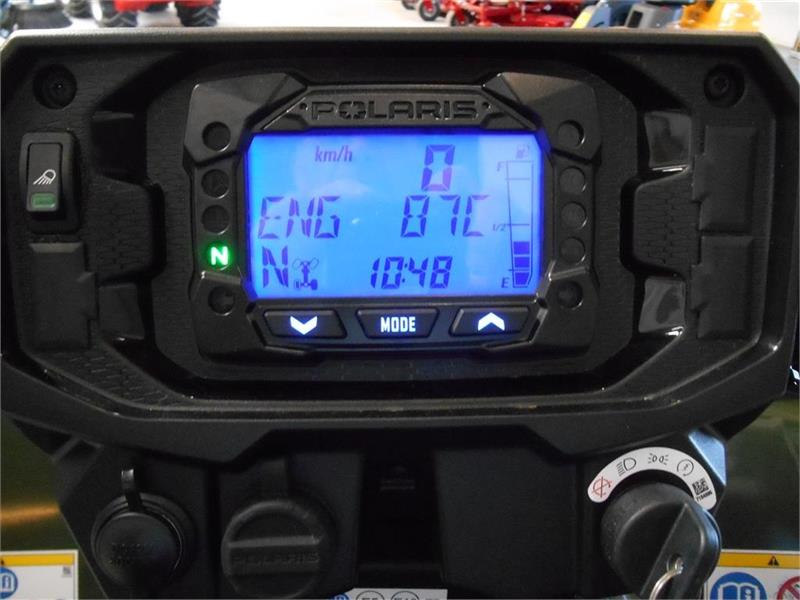 POLARIS
km/h 0
F
ENG 87C
1/2
N 10:48
E
N
MODE
POLARIS